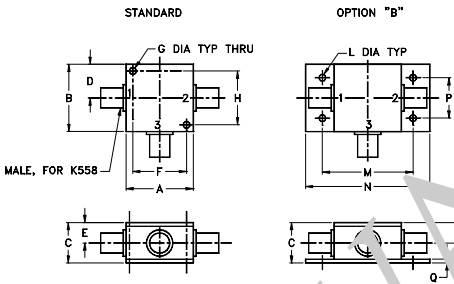 STANDARD
OPTION "B"
G DIA TYP THRU
L DIA TYP
D
B
1
2
3
H
1
2
3
P
MALE, FOR K558
F
A
M
N
E
C
C
Q